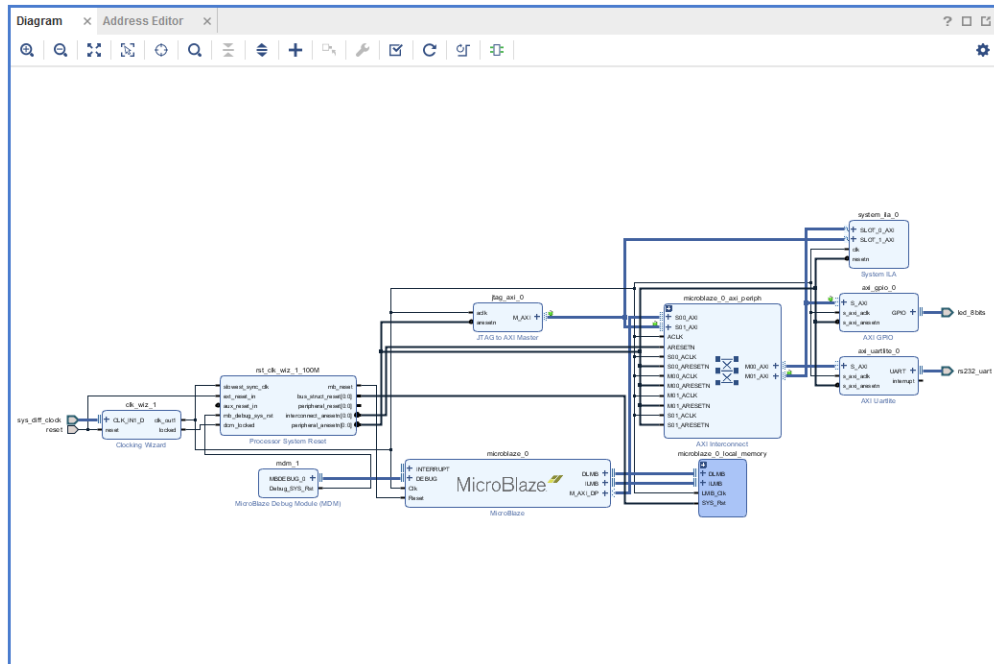 Diagram × Address Editor ×
system_ila_0
SLOT_0_AXI
SLOT_1_AXI
clk
resetn
System ILA
jtag_axi_0
aclk
aresetn
M_AXI
JTAG to AXI Master
microblaze_0_axi_periph
S00_AXI
S01_AXI
ACLK
ARESETN
S00_ACLK
S00_ARESETN
M00_ACLK
M00_ARESETN
M01_ACLK
M01_ARESETN
S01_ACLK
S01_ARESETN
M00_AXI
M01_AXI
AXI Interconnect
axi_gpio_0
S_AXI
s_axi_aclk
s_axi_aresetn
GPIO
AXI GPIO
led_8bits
axi_uartlite_0
S_AXI
s_axi_aclk
s_axi_aresetn
UART
interrupt
AXI Uartlite
rs232_uart
rst_clk_wiz_1_100M
slowest_sync_clk
ext_reset_in
aux_reset_in
mb_debug_sys_rst
dcm_locked
mb_reset
bus_struct_reset[0:0]
peripheral_reset[0:0]
interconnect_aresetn[0:0]
peripheral_aresetn[0:0]
Processor System Reset
sys_diff_clock
reset
clk_wiz_1
CLK_IN1_D
reset
clk_out1
locked
Clocking Wizard
mdm_1
MBDEBUG_0
Debug_SYS_Rst
MicroBlaze Debug Module (MDM)
microblaze_0
INTERRUPT
DEBUG
Clk
Reset
MicroBlaze
DLMB
ILMB
M_AXI_DP
MicroBlaze
microblaze_0_local_memory
DLMB
ILMB
LMB_Clk
SYS_Rst